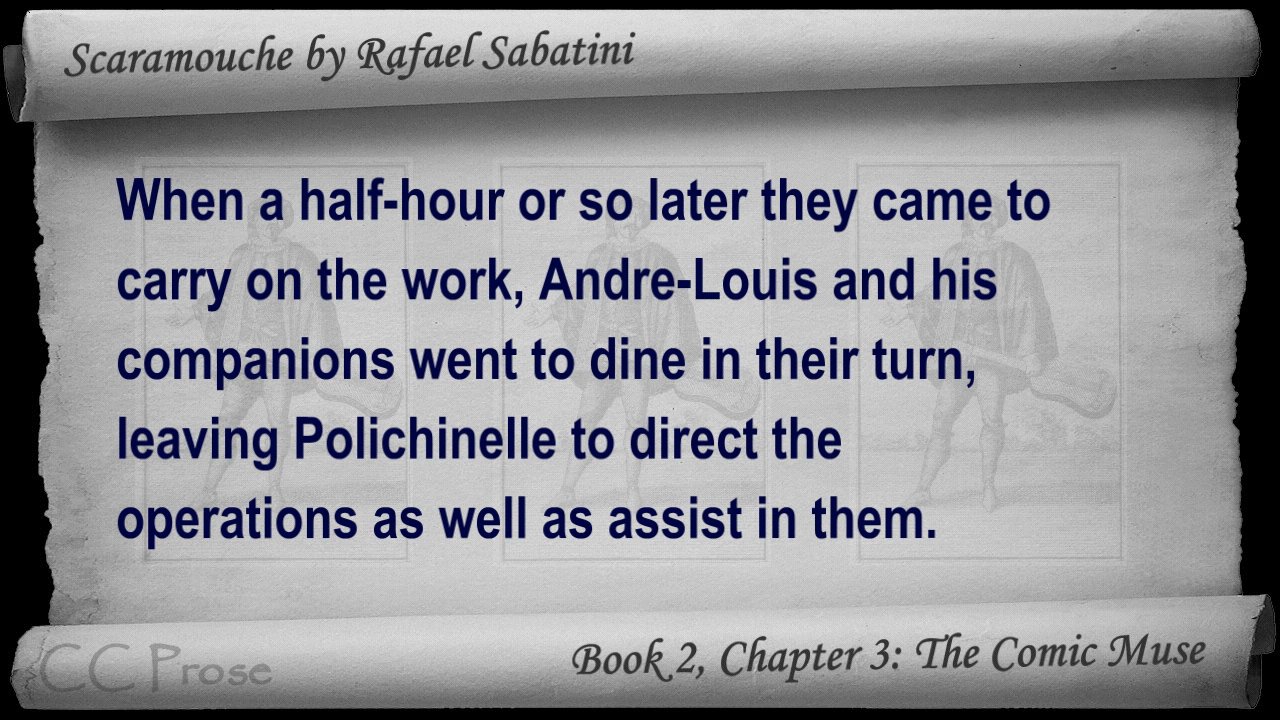 Scaramouche by Rafael Sabatini
When a half-hour or so later they came to
carry on the work, Andre-Louis and his
companions went to dine in their turn,
leaving Polichinelle to direct the
operations as well as assist in them.
CC Prose
Book 2, Chapter 3: The Comic Muse